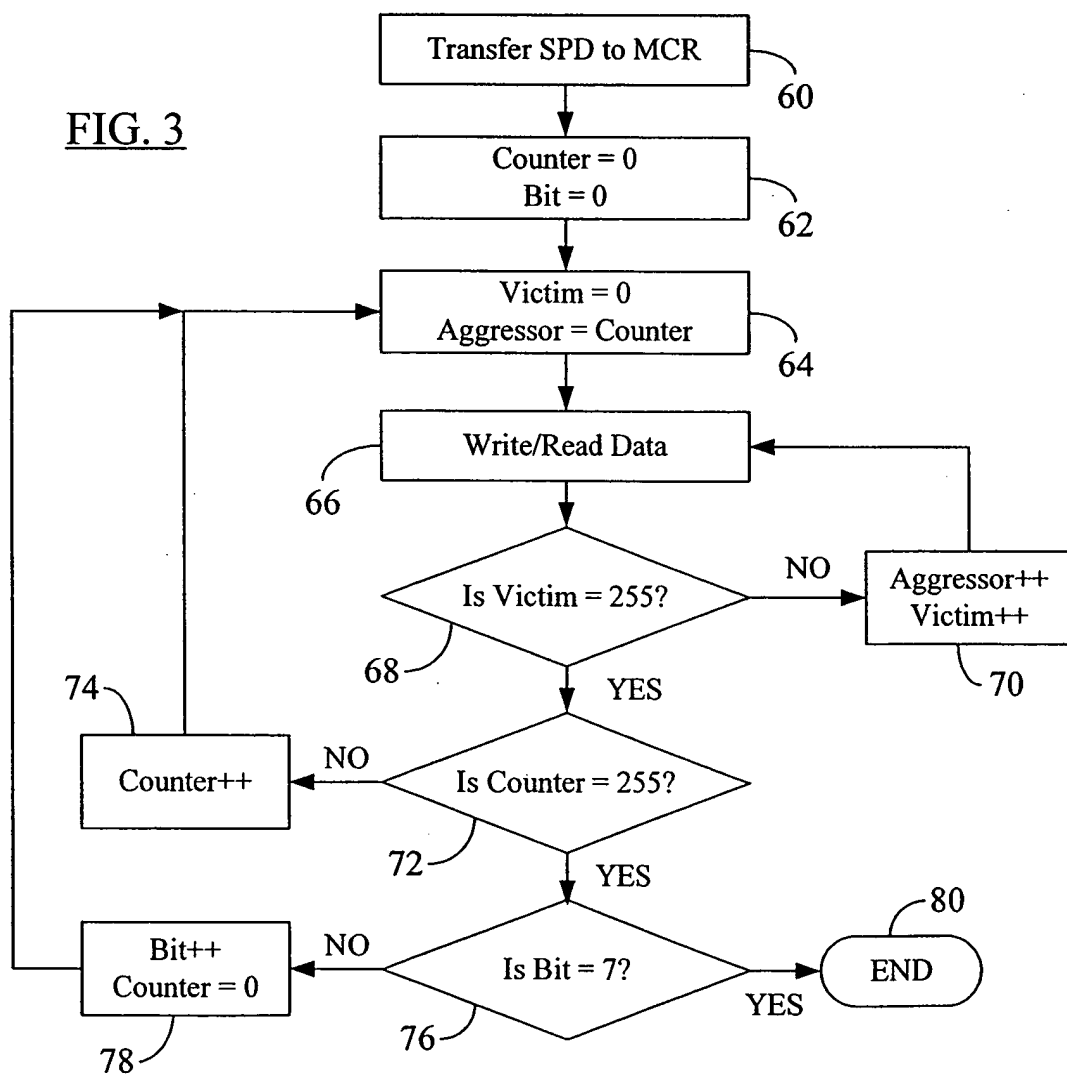 Transfer SPD to MCR
60
FIG. 3
Counter = 0
Bit = 0
62
Victim = 0
Aggressor = Counter
64
Write/Read Data
66
Is Victim = 255?
68
NO
Aggressor++
Victim++
70
YES
74
Counter++
NO
Is Counter = 255?
72
YES
Bit++
Counter = 0
78
NO
Is Bit = 7?
76
YES
80
END